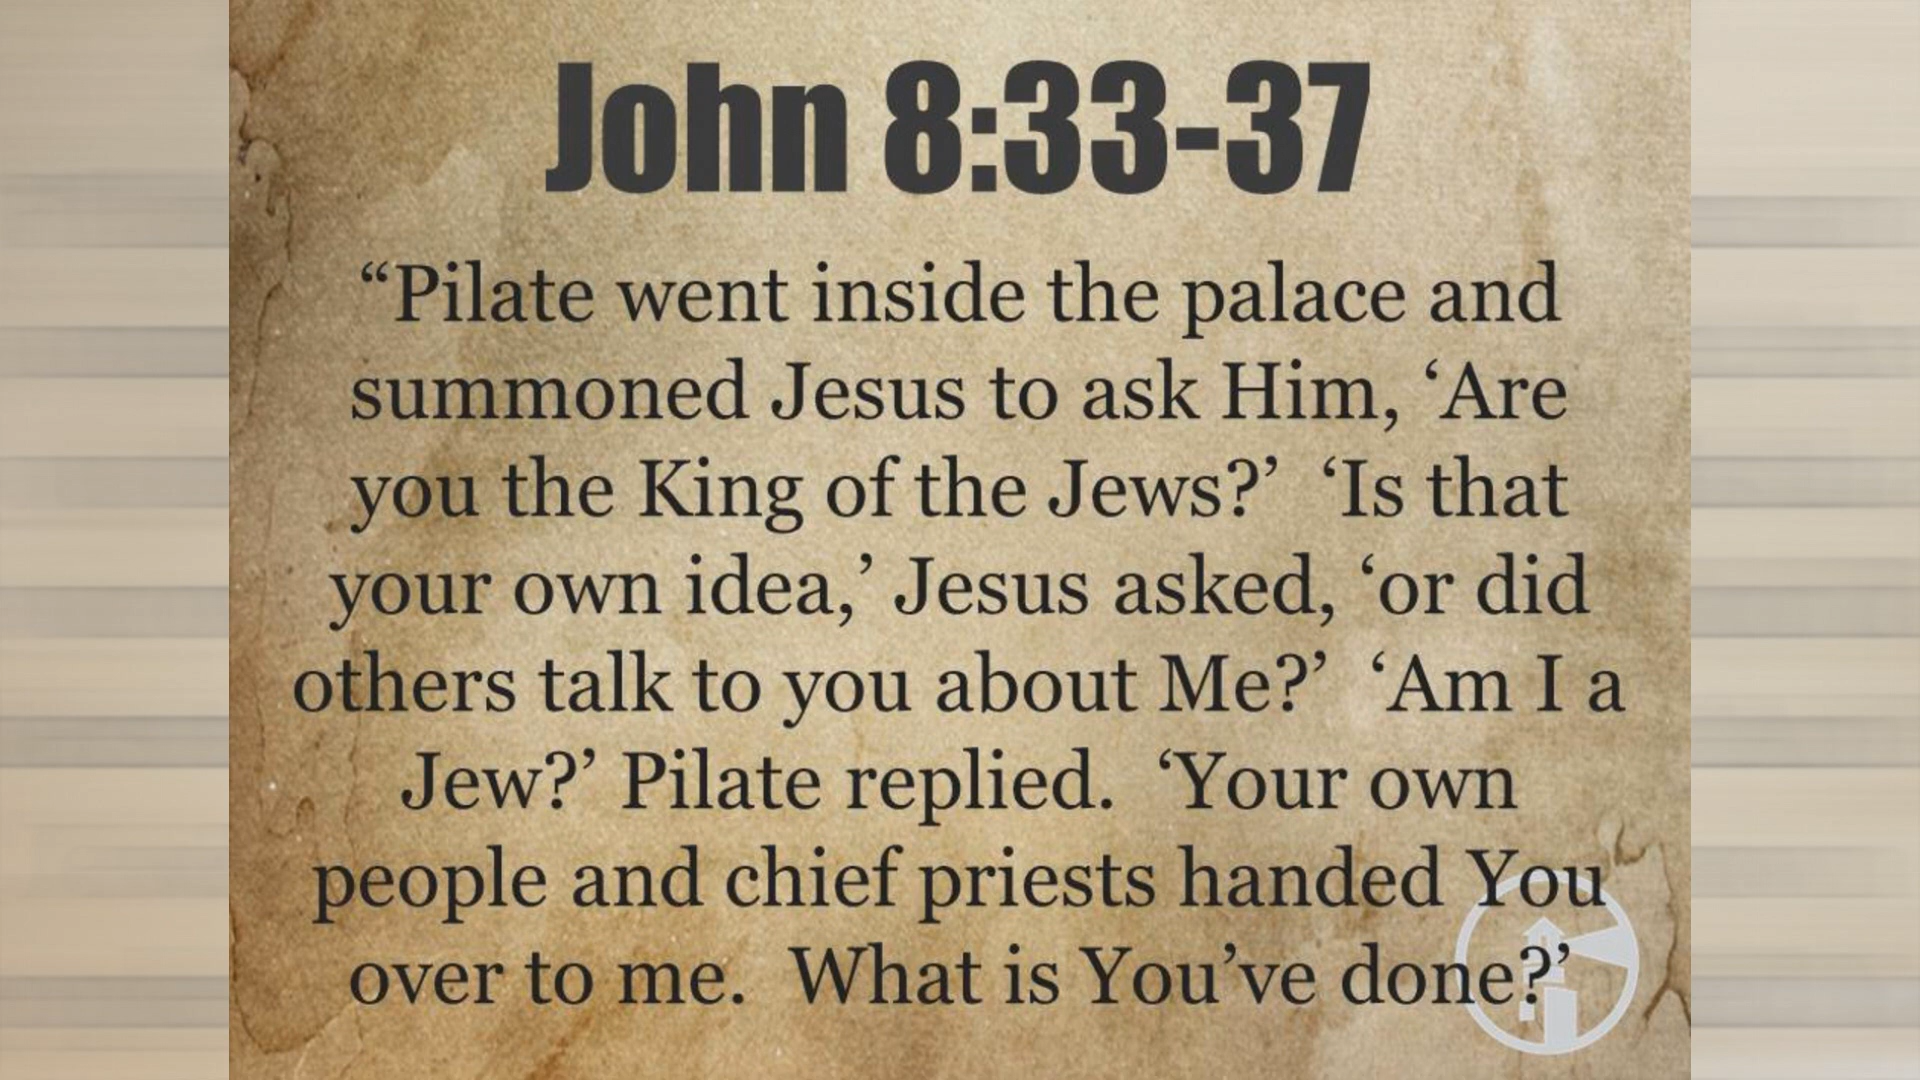 John 8:33-37
“Pilate went inside the palace and
summoned Jesus to ask Him, ‘Are
you the King of the Jews?’ ‘Is that
your own idea,’ Jesus asked, ‘or did
others talk to you about Me?’ ‘Am I a
Jew?’ Pilate replied. ‘Your own
people and chief priests handed You
over to me. What is You’ve done?’